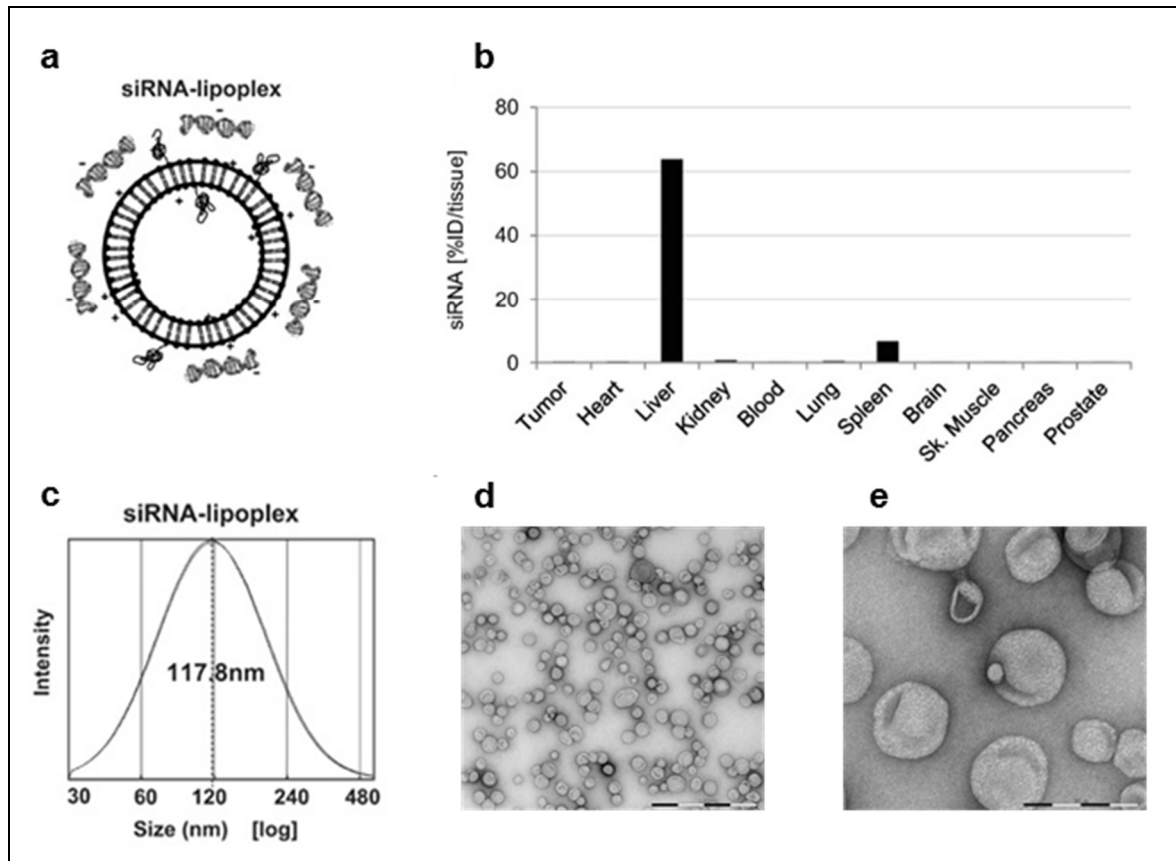 a
siRNA-lipoplex
b
siRNA [%ID/tissue]
80
60
40
20
0
Tumor
Heart
Liver
Kidney
Blood
Lung
Spleen
Brain
Sk. Muscle
Pancreas
Prostate
c
siRNA-lipoplex
Intensity
117.8nm
30 60 120 240 480
Size (nm) [log]
d
e